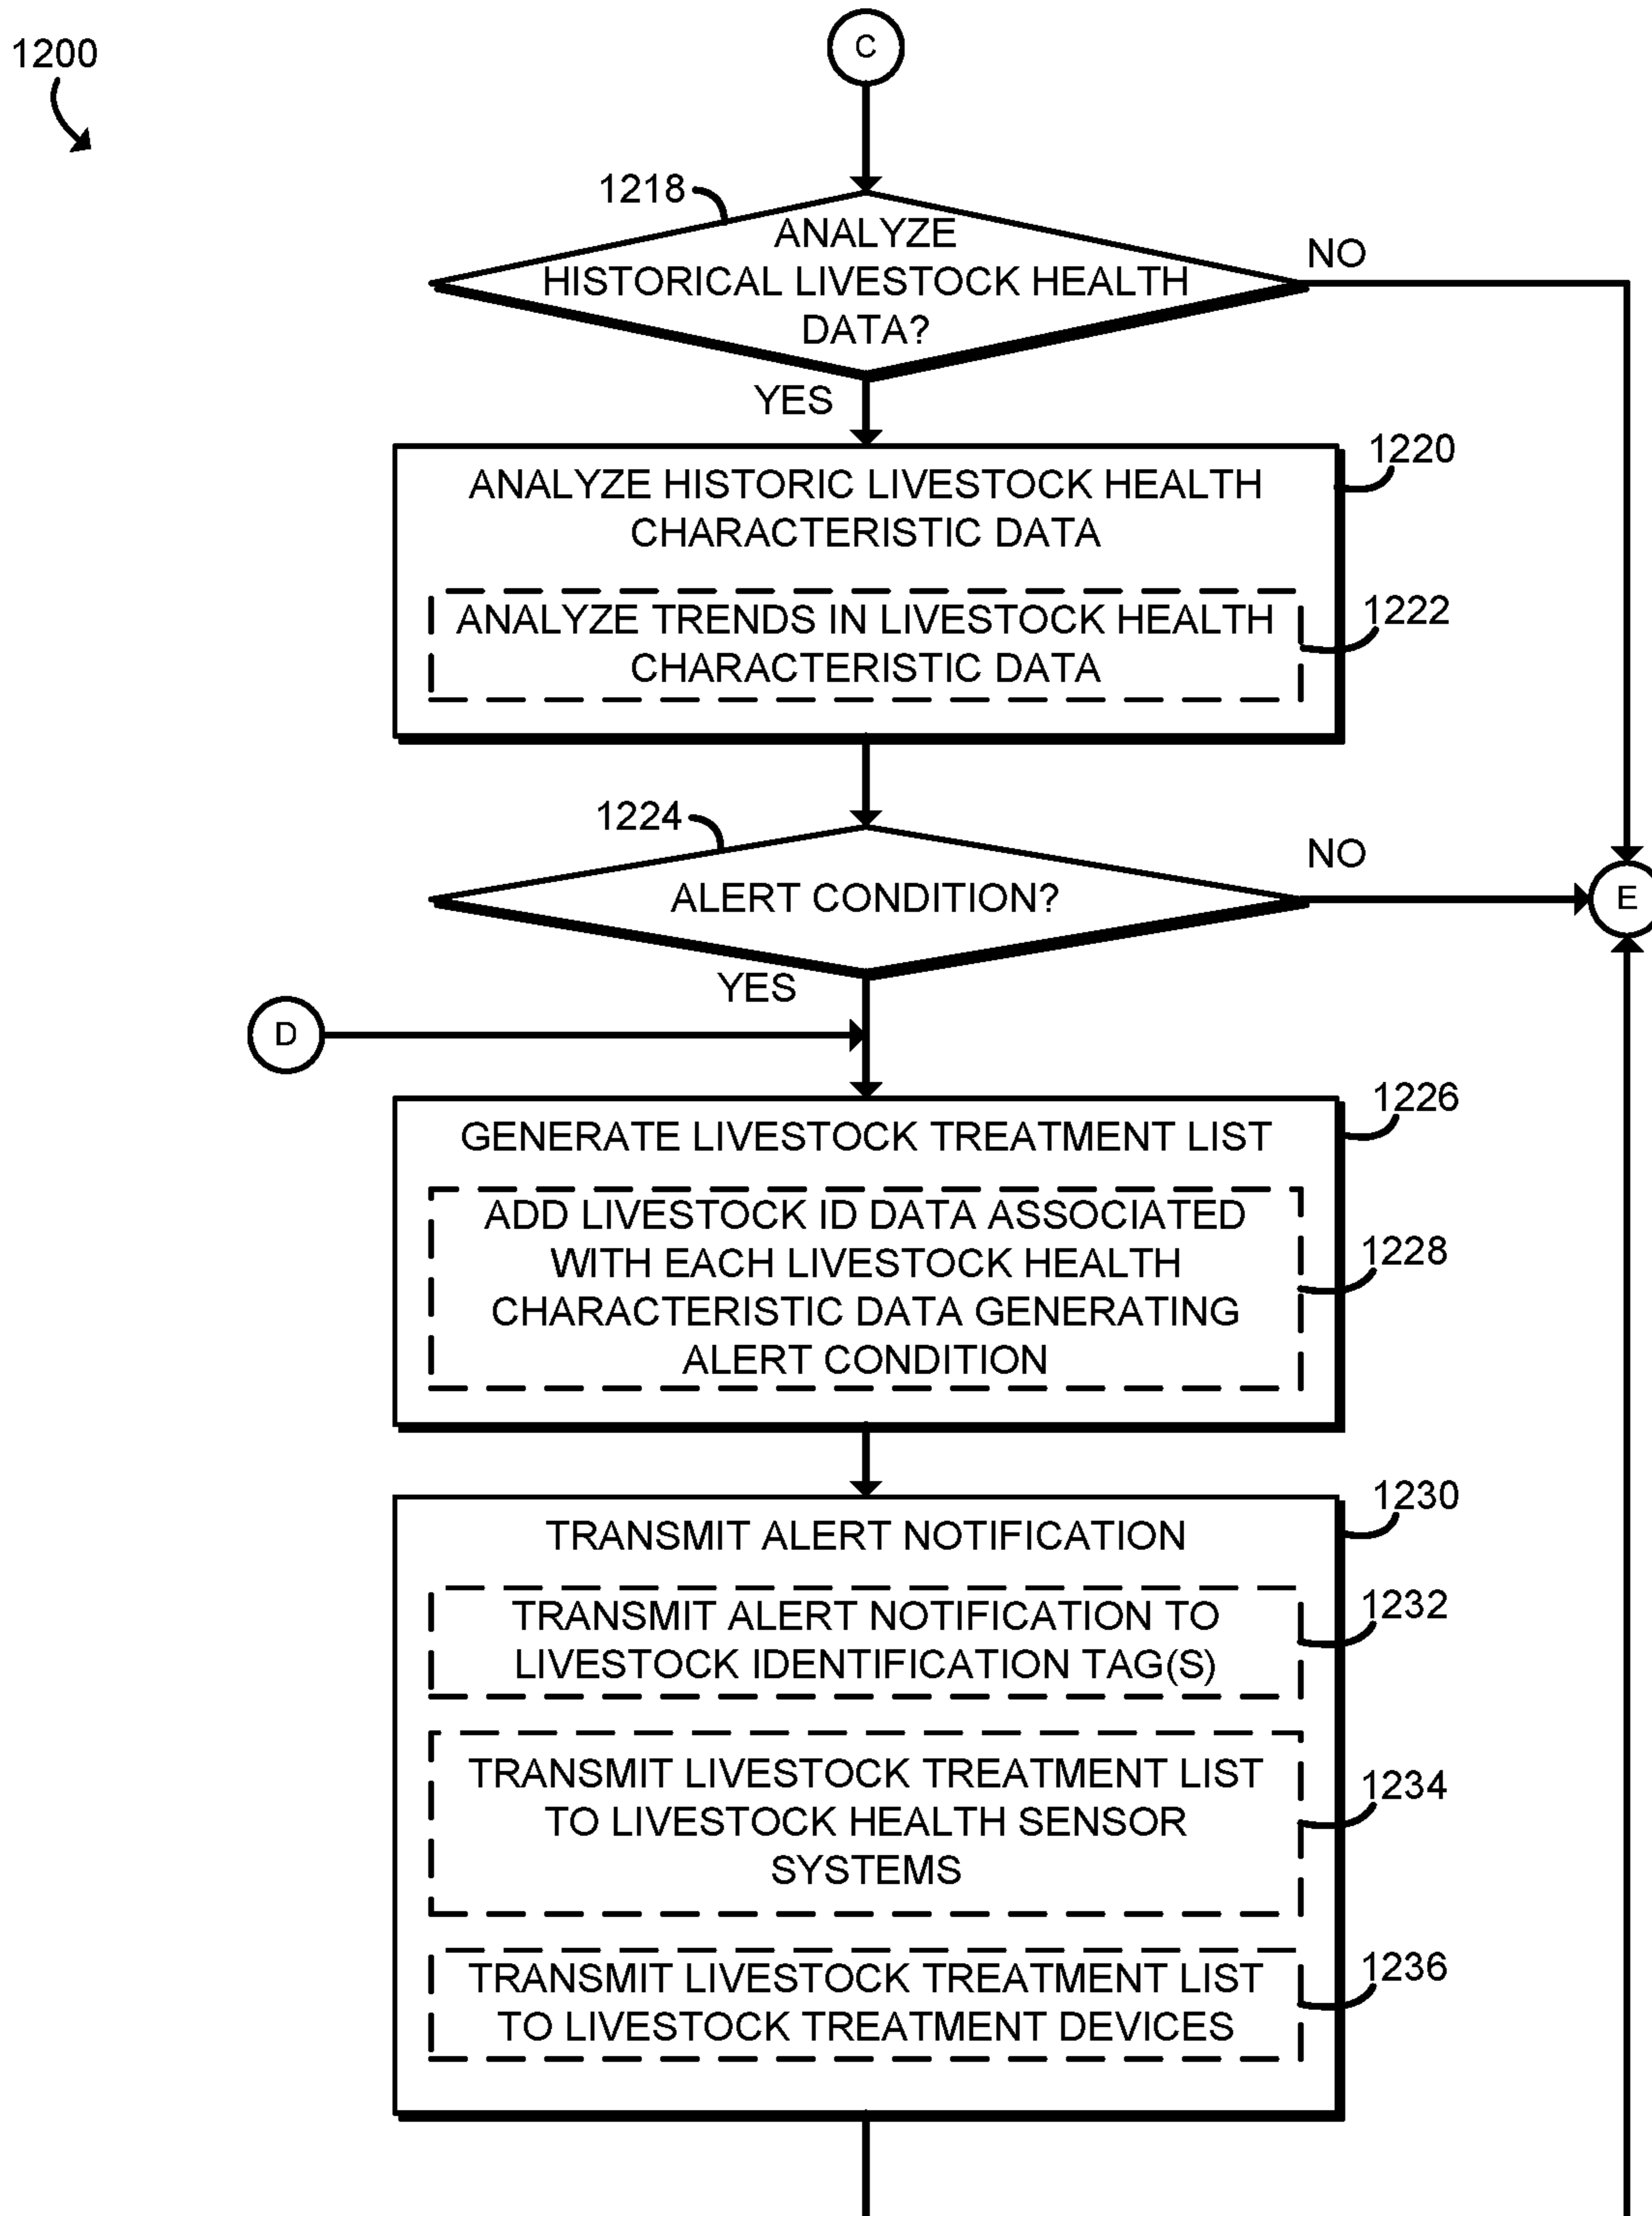 1200
C
1218
ANALYZE
HISTORICAL LIVESTOCK HEALTH
DATA?
NO
YES
1220
ANALYZE HISTORIC LIVESTOCK HEALTH
CHARACTERISTIC DATA
1222
ANALYZE TRENDS IN LIVESTOCK HEALTH
CHARACTERISTIC DATA
1224
ALERT CONDITION?
NO
E
YES
D
1226
GENERATE LIVESTOCK TREATMENT LIST
ADD LIVESTOCK ID DATA ASSOCIATED
WITH EACH LIVESTOCK HEALTH
1228
CHARACTERISTIC DATA GENERATING
ALERT CONDITION
1230
TRANSMIT ALERT NOTIFICATION
1232
TRANSMIT ALERT NOTIFICATION TO
LIVESTOCK IDENTIFICATION TAG(S)
1234
TRANSMIT LIVESTOCK TREATMENT LIST
TO LIVESTOCK HEALTH SENSOR
SYSTEMS
1236
TRANSMIT LIVESTOCK TREATMENT LIST
TO LIVESTOCK TREATMENT DEVICES